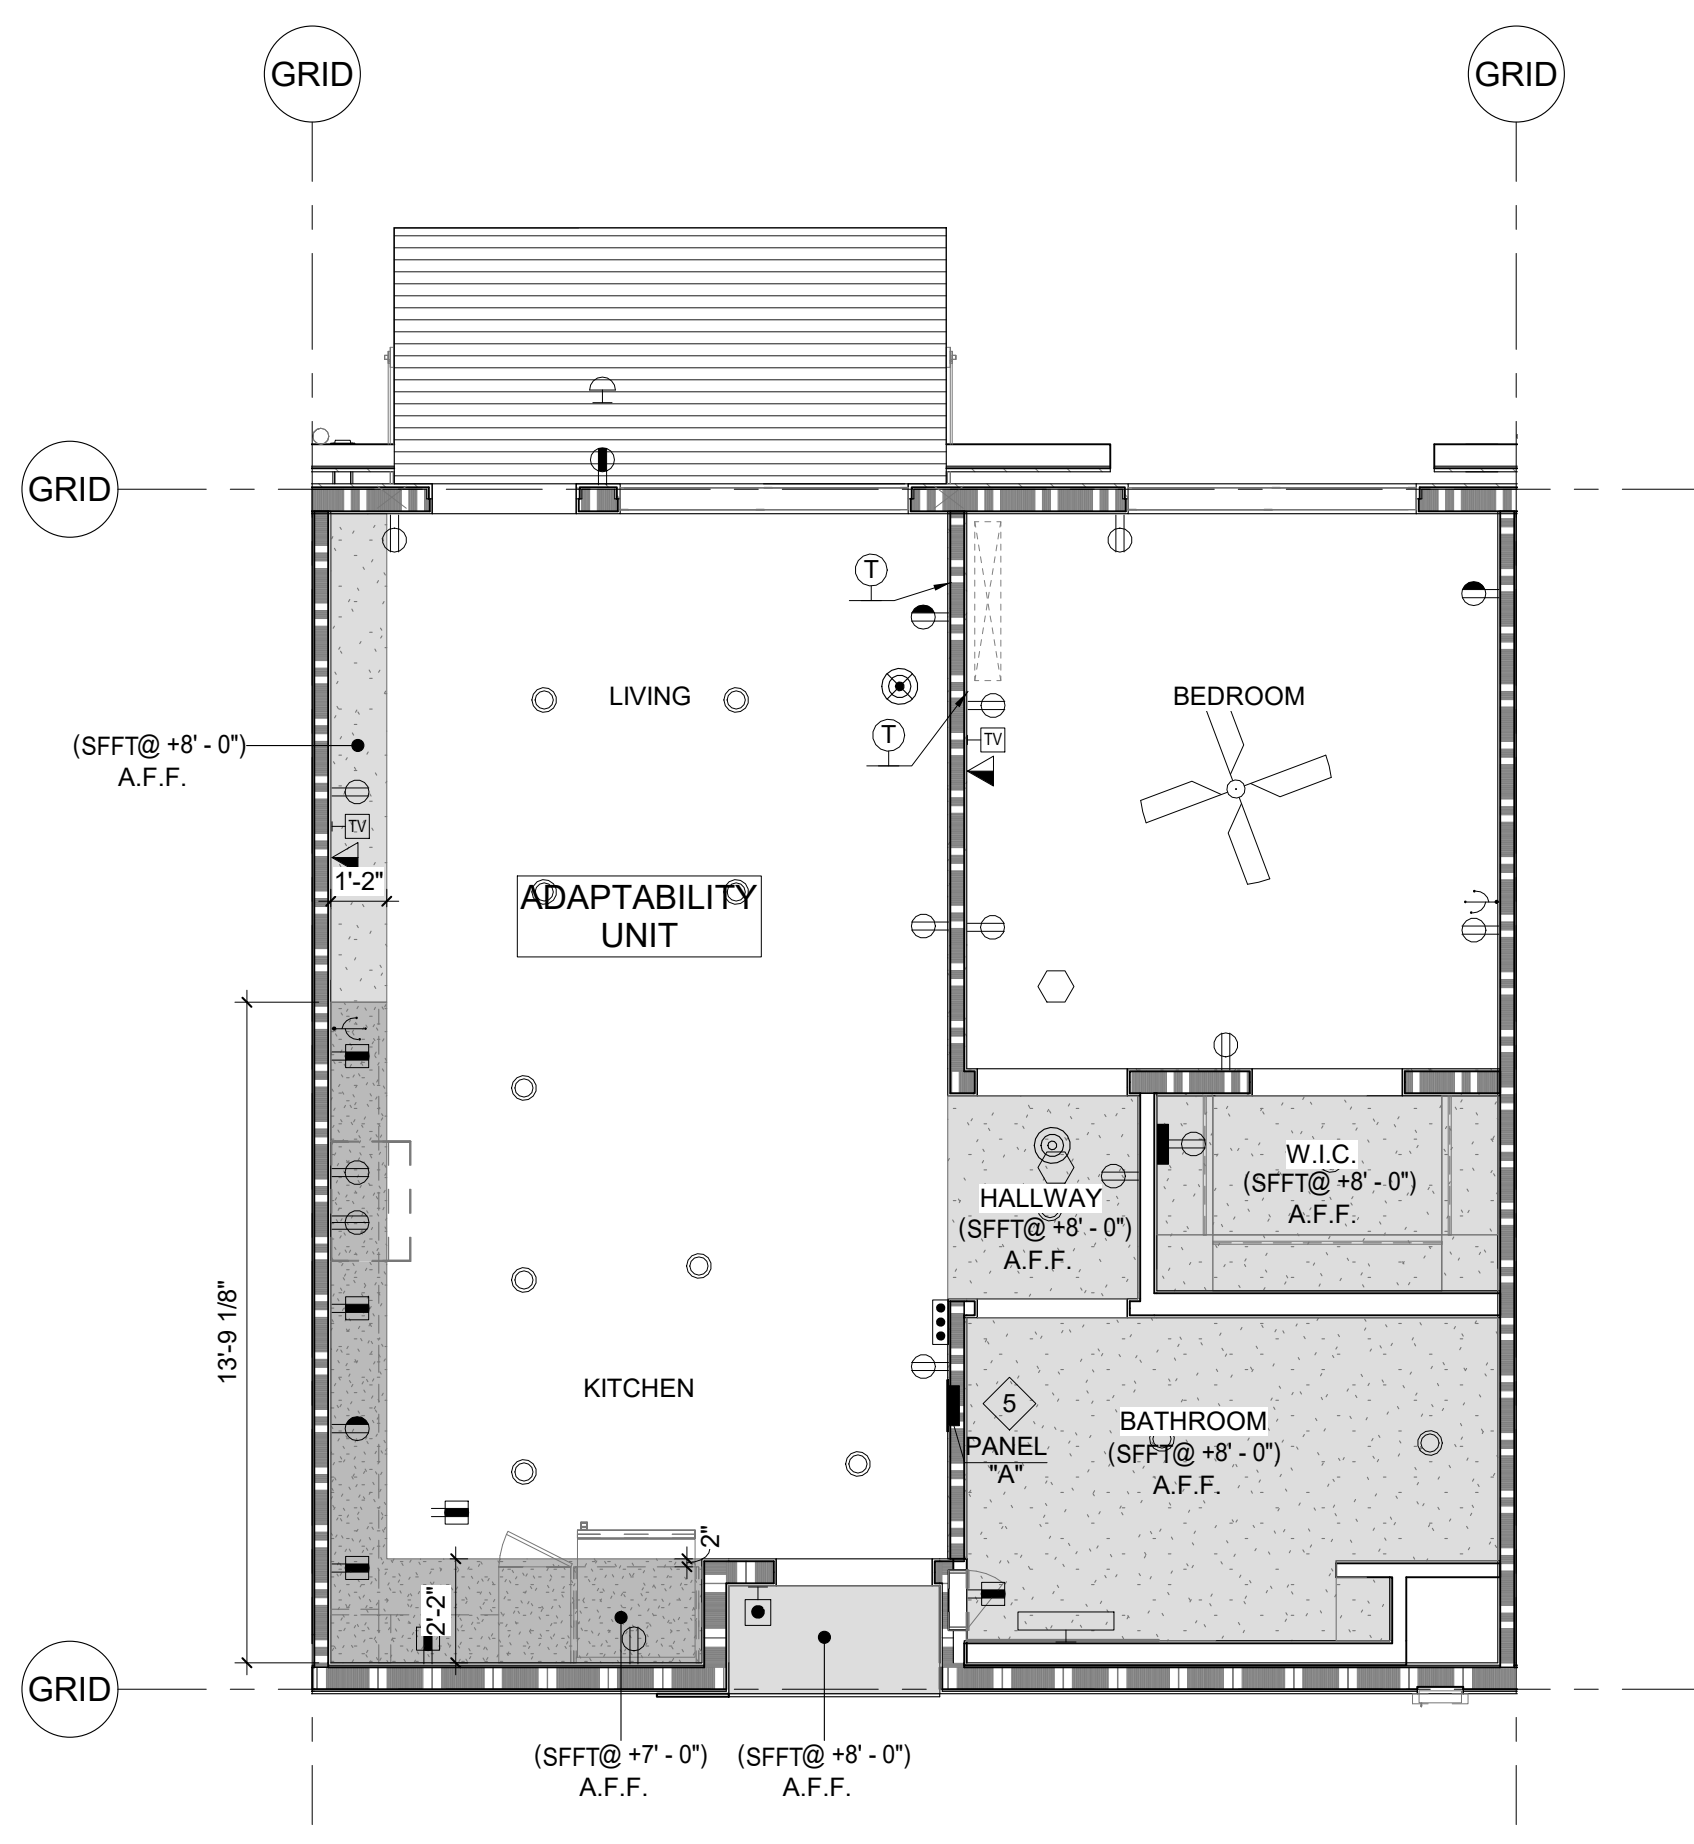 GRID
GRID
GRID
T
LIVING
BEDROOM
(SFFT@ +8' - 0")
A.F.F.
T
TV
TV
1'-2"
ADAPTABILITY
UNIT
W.I.C.
(SFFT@ +8' - 0")
A.F.F.
HALLWAY
(SFFT@ +8' - 0")
A.F.F.
13'-9 1/8"
KITCHEN
5
PANEL
"A"
BATHROOM
(SFFT@ +8' - 0")
A.F.F.
2"
2'-2"
GRID
(SFFT@ +7' - 0")
A.F.F.
(SFFT@ +8' - 0")
A.F.F.